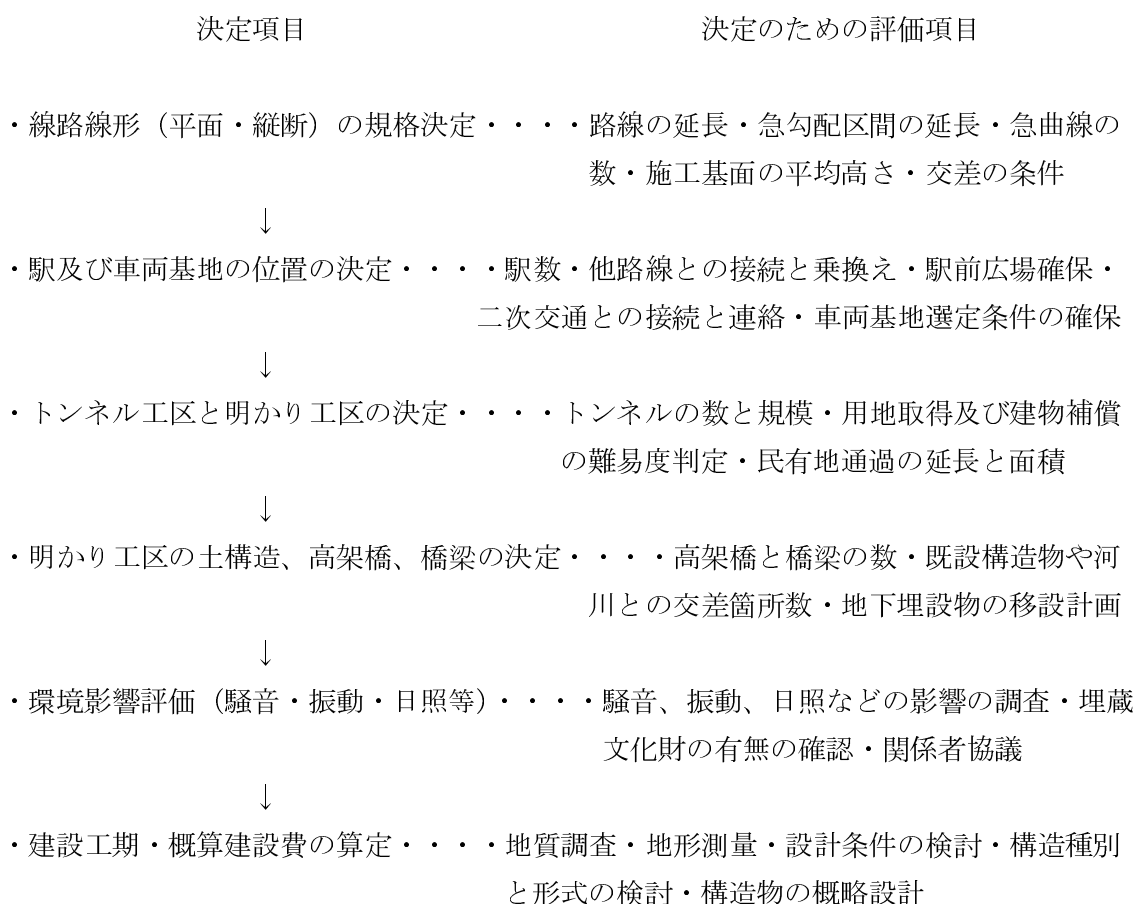 決定項目 決定のための評価項目
・線路線形（平面・縦断）の規格決定・・・・路線の延長・急勾配区間の延長・急曲線の
数・施工基面の平均高さ・交差の条件
↓
・駅及び車両基地の位置の決定・・・・駅数・他路線との接続と乗換え・駅前広場確保・
二次交通との接続と連絡・車両基地選定条件の確保
↓
・トンネル工区と明かり工区の決定・・・・トンネルの数と規模・用地取得及び建物補償
の難易度判定・民有地通過の延長と面積
↓
・明かり工区の土構造、高架橋、橋梁の決定・・・・高架橋と橋梁の数・既設構造物や河
川との交差箇所数・地下埋設物の移設計画
↓
・環境影響評価（騒音・振動・日照等）・・・・騒音、振動、日照などの影響の調査・埋蔵
文化財の有無の確認・関係者協議
↓
・建設工期・概算建設費の算定・・・・地質調査・地形測量・設計条件の検討・構造種別
と形式の検討・構造物の概略設計